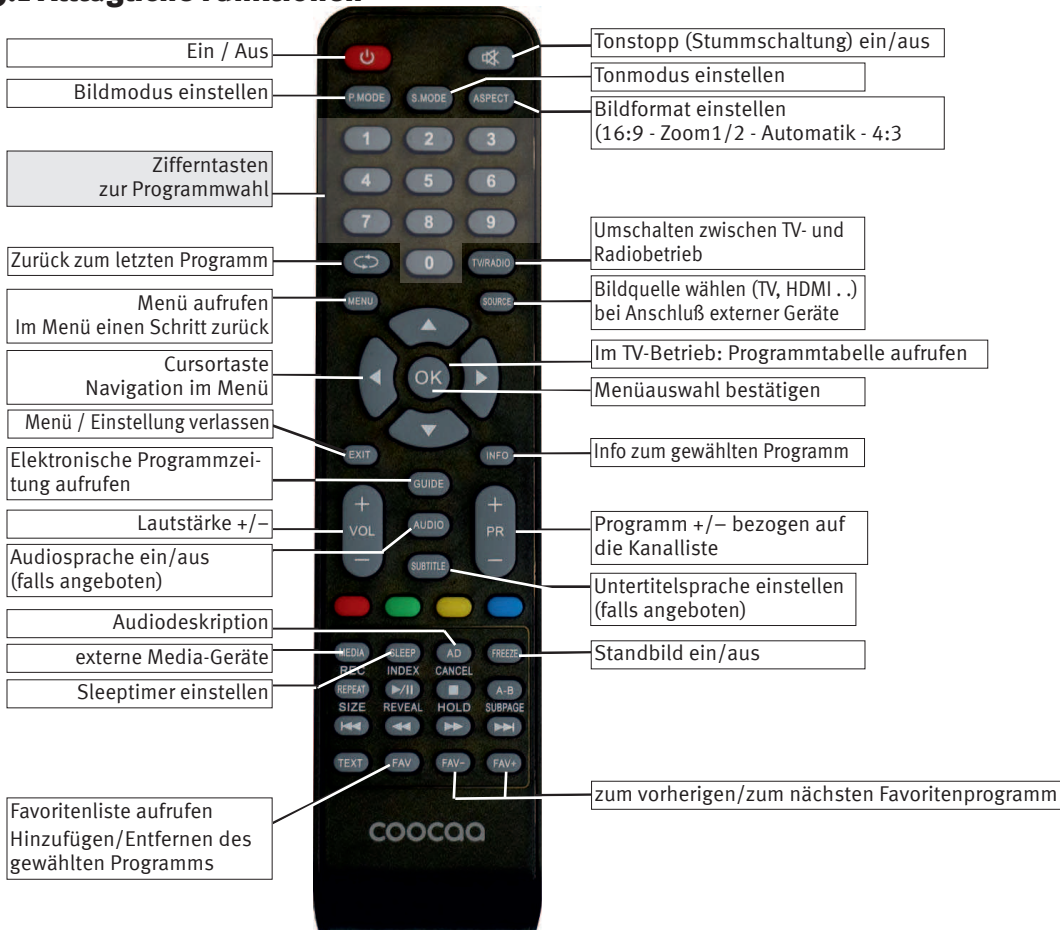 Ein / Aus
Bildmodus einstellen
Zifferntasten
zur Programmwahl
Zurück zum letzten Programm
Menü aufrufen
Im Menü einen Schritt zurück
Cursortaste
Navigation im Menü
Menü / Einstellung verlassen
Elektronische Programmzei-
tung aufrufen
Lautstärke +/–
Audiosprache ein/aus
(falls angeboten)
Audiodeskription
externe Media-Geräte
Sleeptimer einstellen
Favoritenliste aufrufen
Hinzufügen/Entfernen des
gewählten Programms
P.MODE S.MODE ASPECT
1 2 3
4 5 6
7 8 9
0 TV/RADIO
MENU SOURCE
OK
EXIT INFO
GUIDE
+ +
VOL AUDIO PR
– –
SUBTITLE
MEDIA SLEEP AD FREEZE
REC INDEX CANCEL
REPEAT A-B
SIZE REVEAL HOLD SUBPAGE
TEXT FAV FAV- FAV+
coocaa
Tonstopp (Stummschaltung) ein/aus
Tonmodus einstellen
Bildformat einstellen
(16:9 - Zoom1/2 - Automatik - 4:3
Umschalten zwischen TV- und
Radiobetrieb
Bildquelle wählen (TV, HDMI . .)
bei Anschluß externer Geräte
Im TV-Betrieb: Programmtabelle aufrufen
Menüauswahl bestätigen
Info zum gewählten Programm
Programm +/– bezogen auf
die Kanalliste
Untertitelsprache einstellen
(falls angeboten)
Standbild ein/aus
zum vorherigen/zum nächsten Favoritenprogramm